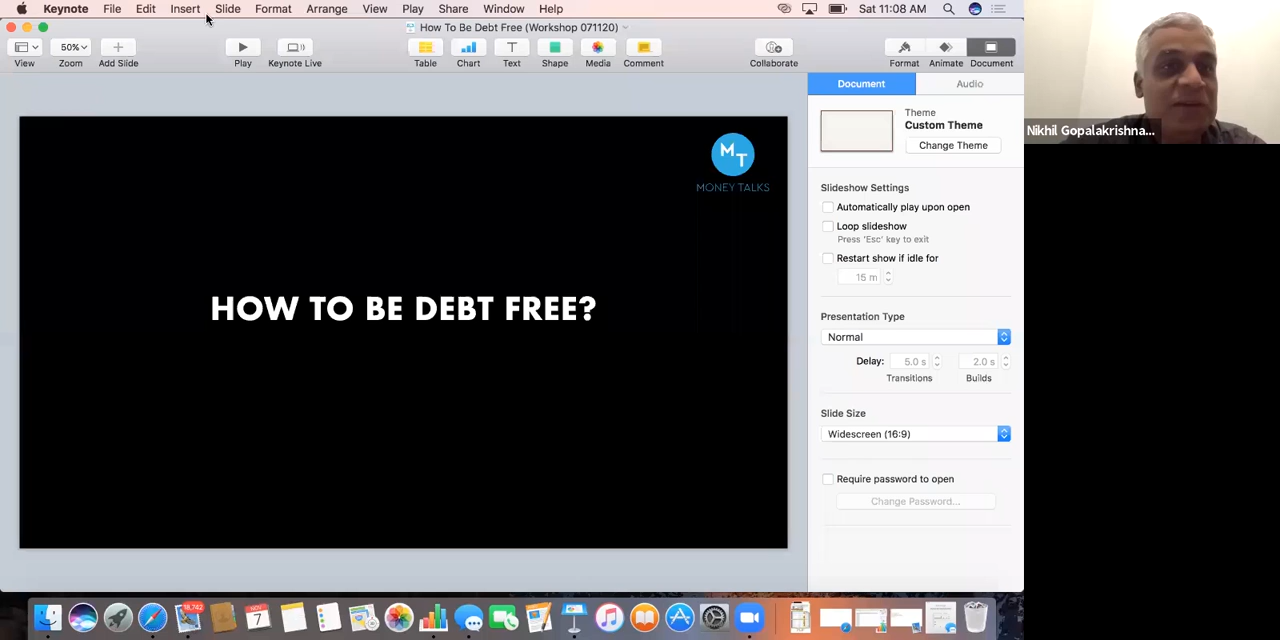 Keynote File Edit Insert Slide Format Arrange View Play Share Window Help Sat 11:08 AM
How To Be Debt Free (Workshop 071120)
50%
View Zoom Add Slide Play Keynote Live Table Chart Text Shape Media Comment Collaborate Format Animate Document
Document Audio
Theme
Custom Theme
Change Theme
Slideshow Settings
Automatically play upon open
Loop slideshow
Press 'Esc' key to exit
Restart show if idle for
15 m
Presentation Type
Normal
Delay: 5.0 s 2.0 s
Transitions Builds
Slide Size
Widescreen (16:9)
Require password to open
Change Password...
MT
MONEY TALKS
HOW TO BE DEBT FREE?
Nikhil Gopalakrishna...
18,742
NOV
7